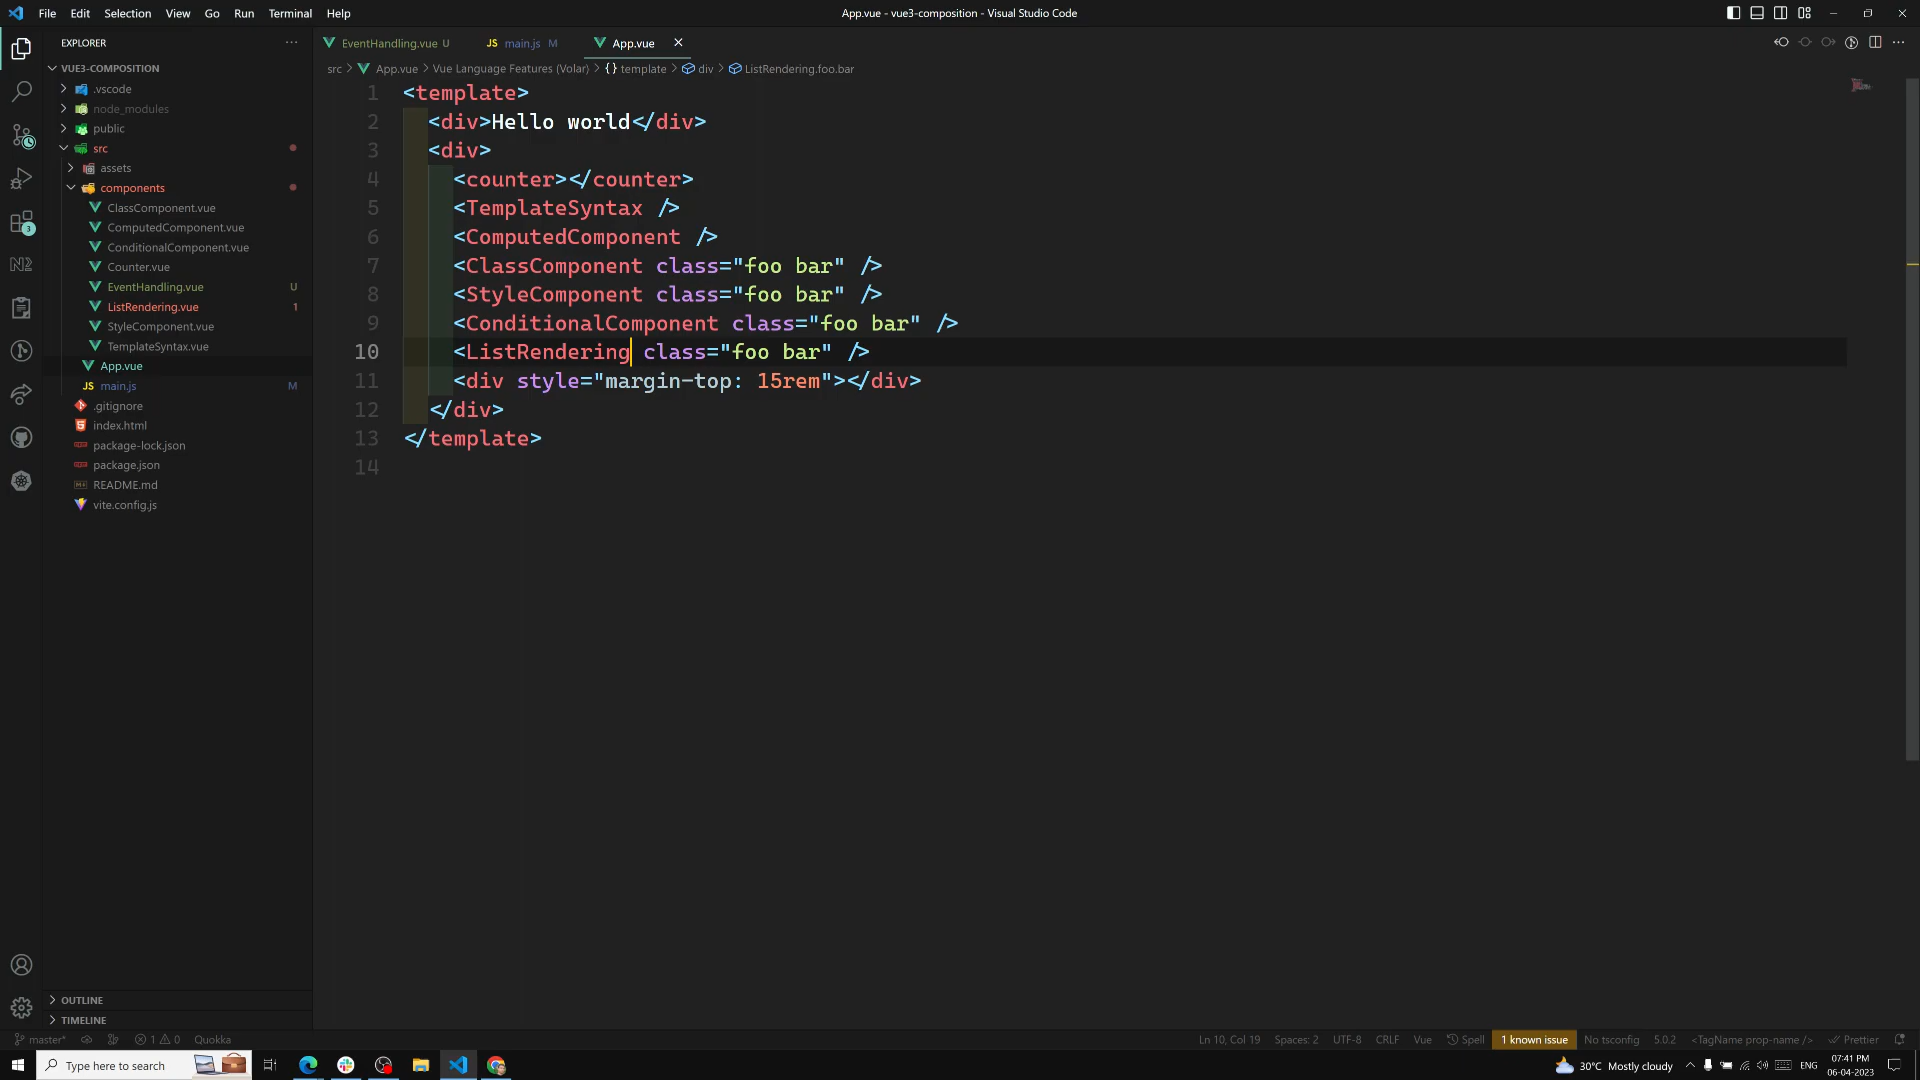 File Edit Selection View Go Run Terminal Help
App.vue - vue3-composition - Visual Studio Code
EXPLORER
VUE3-COMPOSITION
.vscode
node_modules
public
src
assets
components
ClassComponent.vue
ComputedComponent.vue
ConditionalComponent.vue
Counter.vue
EventHandling.vue U
ListRendering.vue 1
StyleComponent.vue
TemplateSyntax.vue
App.vue
JS main.js M
.gitignore
index.html
package-lock.json
package.json
README.md
vite.config.js
OUTLINE
TIMELINE
EventHandling.vue U JS main.js M App.vue
src > App.vue > Vue Language Features (Volar) > {} template > div > ListRendering.foo.bar
1 <template>
2 <div>Hello world</div>
3 <div>
4 <counter></counter>
5 <TemplateSyntax />
6 <ComputedComponent />
7 <ClassComponent class="foo bar" />
8 <StyleComponent class="foo bar" />
9 <ConditionalComponent class="foo bar" />
10 <ListRendering class="foo bar" />
11 <div style="margin-top: 15rem"></div>
12 </div>
13 </template>
14
master* 1 0 Quokka
Ln 10, Col 19 Spaces: 2 UTF-8 CRLF Vue Spell 1 known issue No tsconfig 5.0.2 <TagName prop-name /> Prettier
Type here to search
30°C Mostly cloudy ENG 07:41 PM
06-04-2023